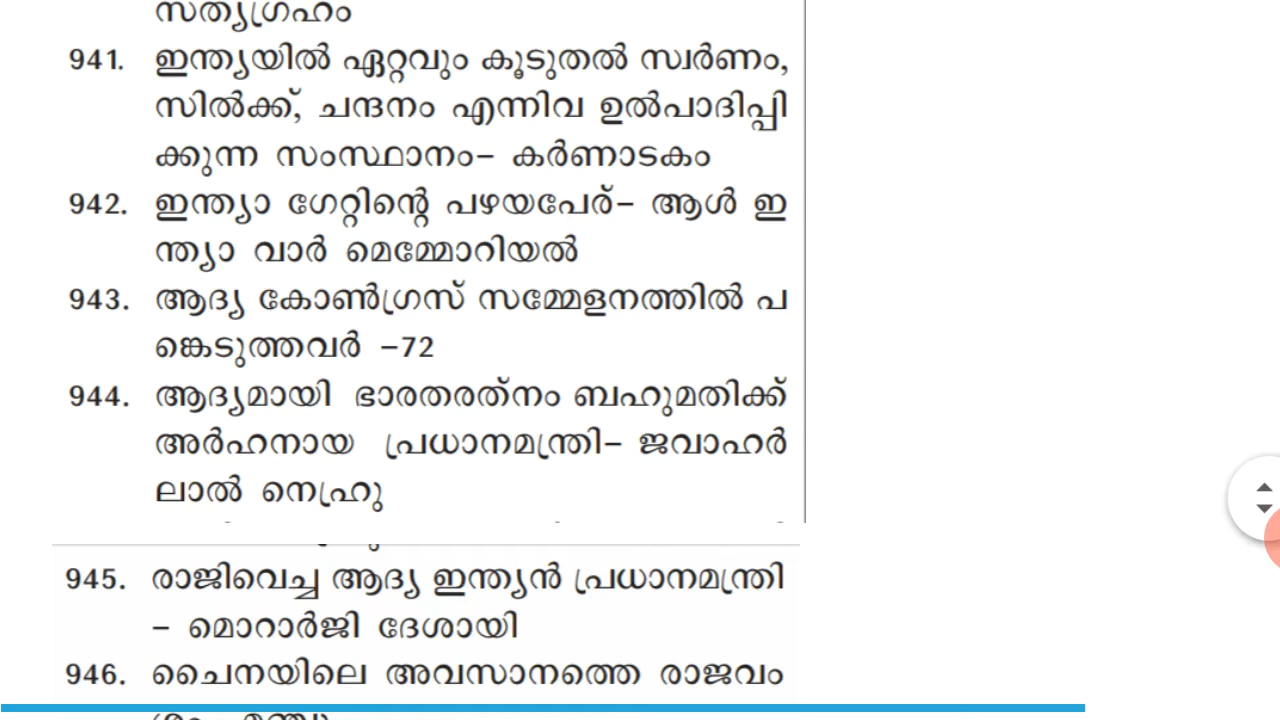 സത്യഗ്രഹം
941. ഇന്ത്യയിൽ ഏറ്റവും കൂടുതൽ സ്വർണം,
സിൽക്ക്, ചന്ദനം എന്നിവ ഉൽപാദിപ്പി
ക്കുന്ന സംസ്ഥാനം- കർണാടകം
942. ഇന്ത്യാ ഗേറ്റിന്റെ പഴയപേര്- ആൾ ഇ
ന്ത്യാ വാർ മെമ്മോറിയൽ
943. ആദ്യ കോൺഗ്രസ് സമ്മേളനത്തിൽ പ
ങ്കെടുത്തവർ -72
944. ആദ്യമായി ഭാരതരത്നം ബഹുമതിക്ക്
അർഹനായ പ്രധാനമന്ത്രി- ജവാഹർ
ലാൽ നെഹ്രു
945. രാജിവെച്ച ആദ്യ ഇന്ത്യൻ പ്രധാനമന്ത്രി
- മൊറാർജി ദേശായി
946. ചൈനയിലെ അവസാനത്തെ രാജവം